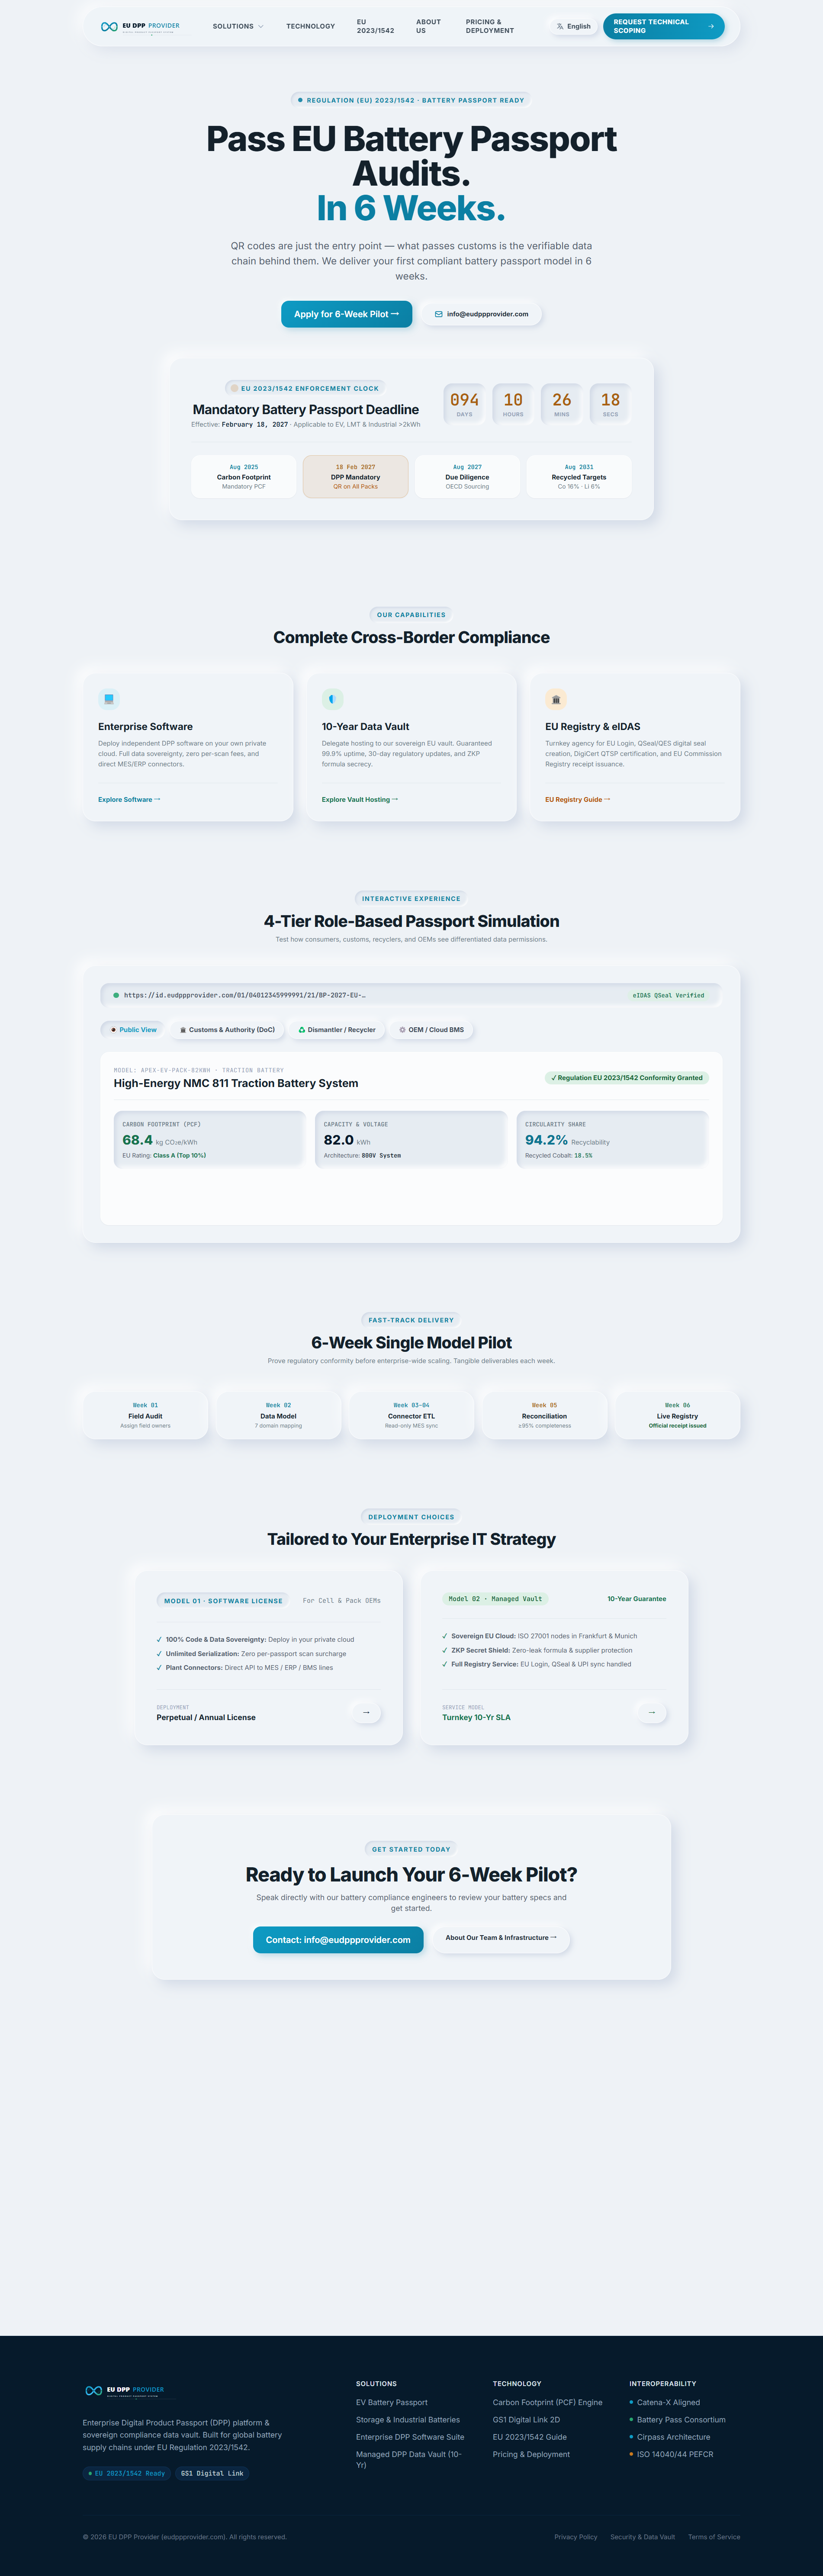 EU DPP PROVIDER
SOLUTIONS
TECHNOLOGY
EU 2023/1542
ABOUT US
PRICING & DEPLOYMENT
English
REQUEST TECHNICAL SCOPING →
REGULATION (EU) 2023/1542 · BATTERY PASSPORT READY
Pass EU Battery Passport
Audits.
In 6 Weeks.
QR codes are just the entry point — what passes customs is the verifiable data
chain behind them. We deliver your first compliant battery passport model in 6
weeks.
Apply for 6-Week Pilot →
info@eudppprovider.com
EU 2023/1542 ENFORCEMENT CLOCK
Mandatory Battery Passport Deadline
Effective: February 18, 2027 · Applicable to EV, LMT & Industrial >2kWh
094 10 26 18
DAYS HOURS MINS SECS
Aug 2025
Carbon Footprint
Mandatory PCF
18 Feb 2027
DPP Mandatory
QR on All Packs
Aug 2027
Due Diligence
OECD Sourcing
Aug 2031
Recycled Targets
Co 16% · Li 6%
OUR CAPABILITIES
Complete Cross-Border Compliance
Enterprise Software
Deploy independent DPP software on your own private
cloud. Full data sovereignty, zero per-scan fees, and
direct MES/ERP connectors.
Explore Software →
10-Year Data Vault
Delegate hosting to our sovereign EU vault. Guaranteed
99.9% uptime, 30-day regulatory updates, and ZKP
formula secrecy.
Explore Vault Hosting →
EU Registry & eIDAS
Turnkey agency for EU Login, QSeal/QES digital seal
creation, DigiCert QTSP certification, and EU Commission
Registry receipt issuance.
EU Registry Guide →
INTERACTIVE EXPERIENCE
4-Tier Role-Based Passport Simulation
Test how consumers, customs, recyclers, and OEMs see differentiated data permissions.
https://id.eudppprovider.com/01/04012345999991/21/BP-2027-EU-…
eIDAS QSeal Verified
Public View
Customs & Authority (DoC)
Dismantler / Recycler
OEM / Cloud BMS
MODEL: APEX-EV-PACK-82KWH · TRACTION BATTERY
High-Energy NMC 811 Traction Battery System
✓ Regulation EU 2023/1542 Conformity Granted
CARBON FOOTPRINT (PCF)
68.4 kg CO₂e/kWh
EU Rating: Class A (Top 10%)
CAPACITY & VOLTAGE
82.0 kWh
Architecture: 800V System
CIRCULARITY SHARE
94.2% Recyclability
Recycled Cobalt: 18.5%
FAST-TRACK DELIVERY
6-Week Single Model Pilot
Prove regulatory conformity before enterprise-wide scaling. Tangible deliverables each week.
Week 01
Field Audit
Assign field owners
Week 02
Data Model
7 domain mapping
Week 03-04
Connector ETL
Read-only MES sync
Week 05
Reconciliation
≥95% completeness
Week 06
Live Registry
Official receipt issued
DEPLOYMENT CHOICES
Tailored to Your Enterprise IT Strategy
MODEL 01 · SOFTWARE LICENSE
For Cell & Pack OEMs
✓ 100% Code & Data Sovereignty: Deploy in your private cloud
✓ Unlimited Serialization: Zero per-passport scan surcharge
✓ Plant Connectors: Direct API to MES / ERP / BMS lines
DEPLOYMENT
Perpetual / Annual License
→
Model 02 · Managed Vault
10-Year Guarantee
✓ Sovereign EU Cloud: ISO 27001 nodes in Frankfurt & Munich
✓ ZKP Secret Shield: Zero-leak formula & supplier protection
✓ Full Registry Service: EU Login, QSeal & UPI sync handled
SERVICE MODEL
Turnkey 10-Yr SLA
→
GET STARTED TODAY
Ready to Launch Your 6-Week Pilot?
Speak directly with our battery compliance engineers to review your battery specs and
get started.
Contact: info@eudppprovider.com
About Our Team & Infrastructure →
EU DPP PROVIDER
Enterprise Digital Product Passport (DPP) platform &
sovereign compliance data vault. Built for global battery
supply chains under EU Regulation 2023/1542.
EU 2023/1542 Ready
GS1 Digital Link
SOLUTIONS
EV Battery Passport
Storage & Industrial Batteries
Enterprise DPP Software Suite
Managed DPP Data Vault (10-
Yr)
TECHNOLOGY
Carbon Footprint (PCF) Engine
GS1 Digital Link 2D
EU 2023/1542 Guide
Pricing & Deployment
INTEROPERABILITY
Catena-X Aligned
Battery Pass Consortium
Cirpass Architecture
ISO 14040/44 PEFCR
© 2026 EU DPP Provider (eudppprovider.com). All rights reserved.
Privacy Policy
Security & Data Vault
Terms of Service